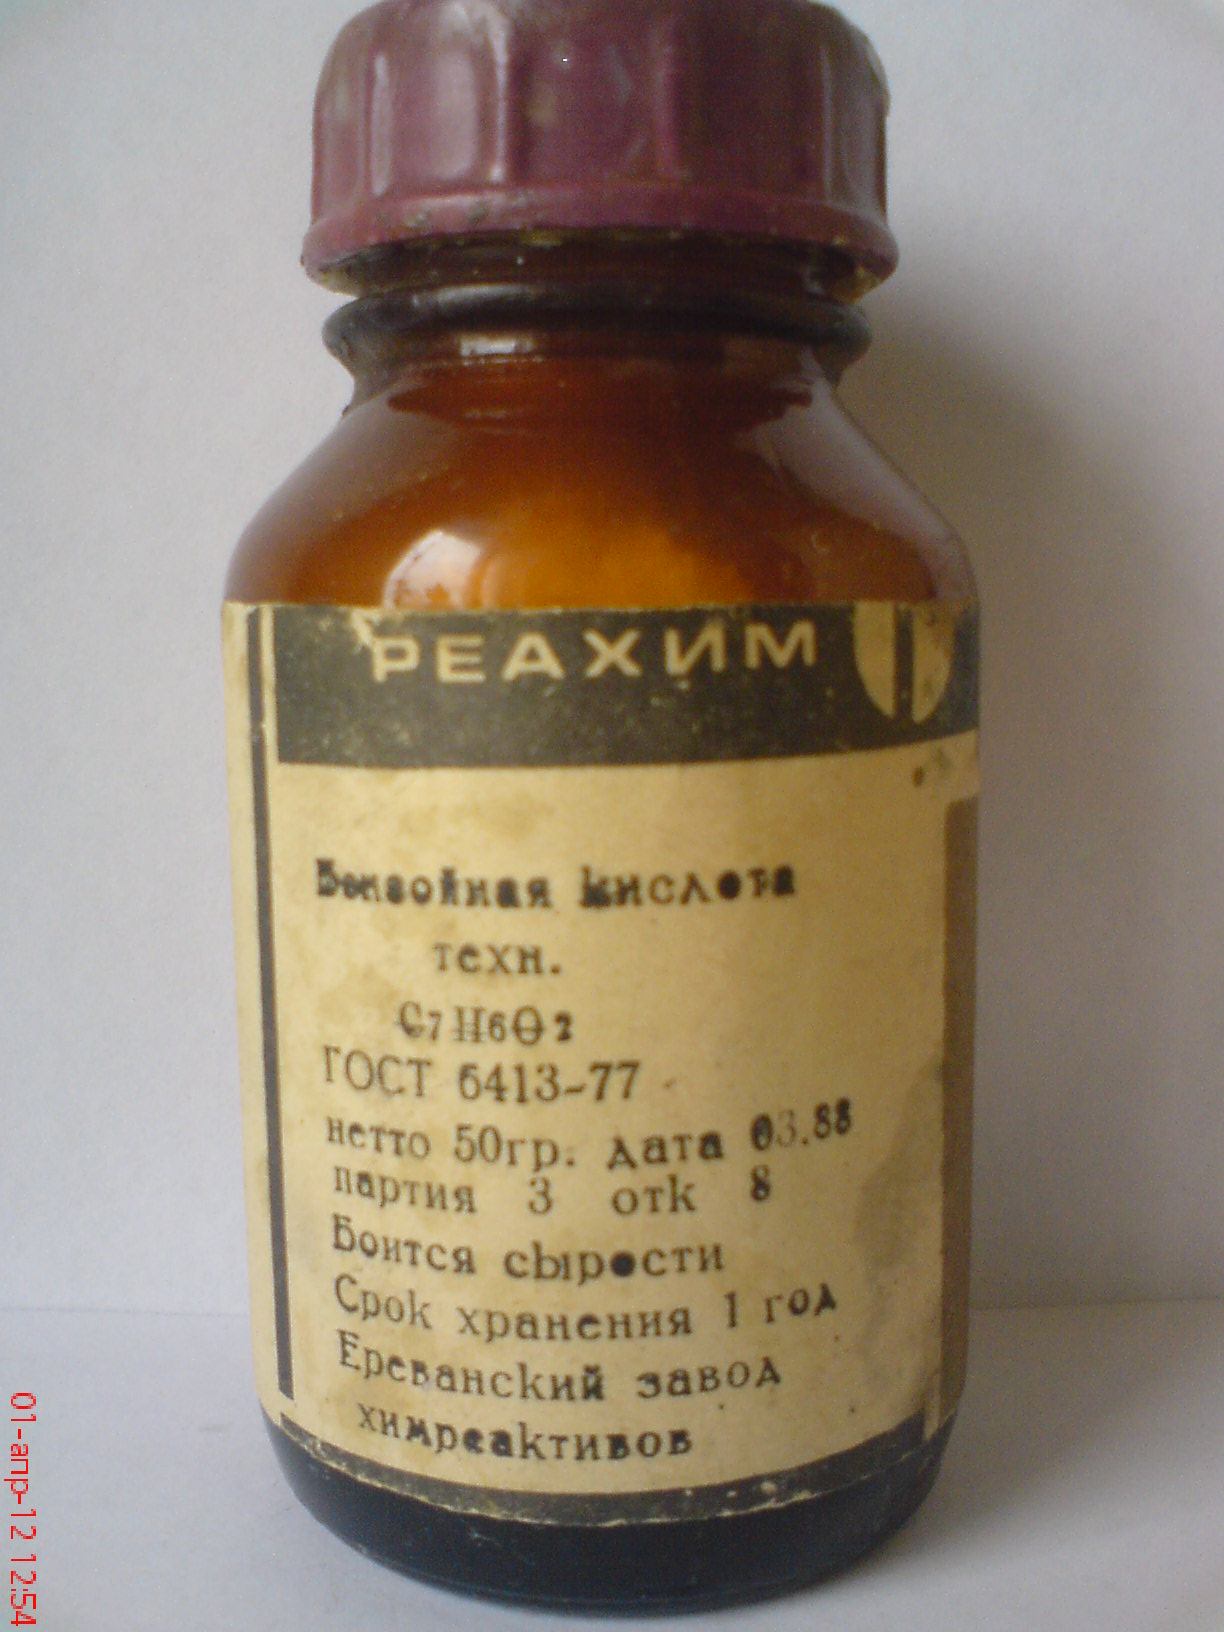 РЕАХИМ
Бензойная кислота
техн.
C7H6O2
ГОСТ 6413-77
нетто 50гр. дата 03.88
партия 3 отк 8
Боится сырости
Срок хранения 1 год
Ереванский завод
химреактивов
01-апр-12 12:54